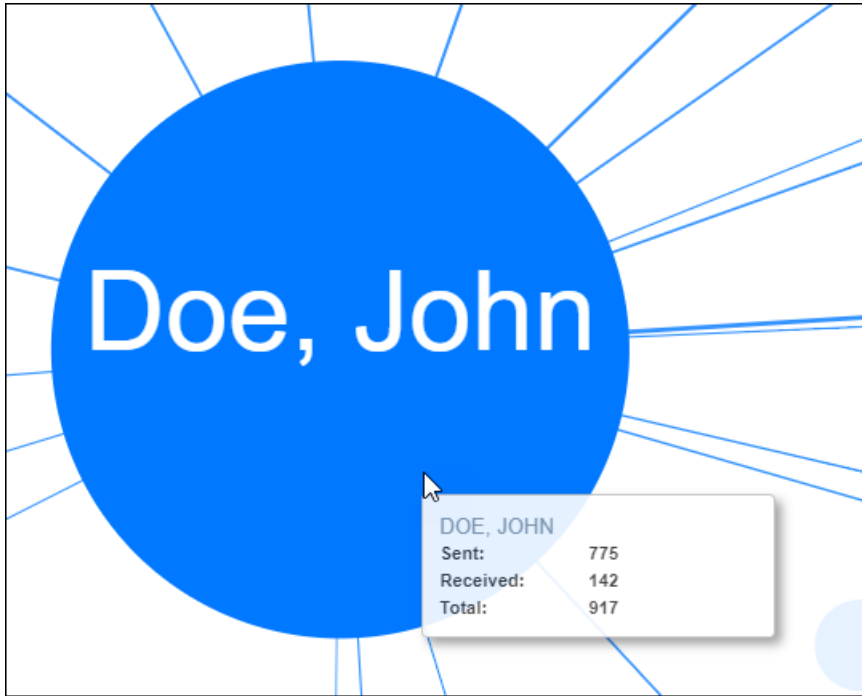 Doe, John
DOE, JOHN
Sent: 775
Received: 142
Total: 917